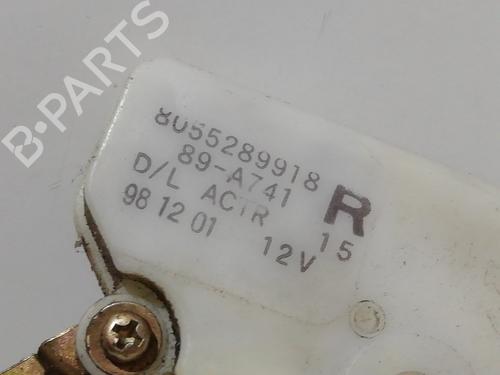 B-PARTS
8055289918
89-A741
D/L ACTR R
98 12 01 12V 15